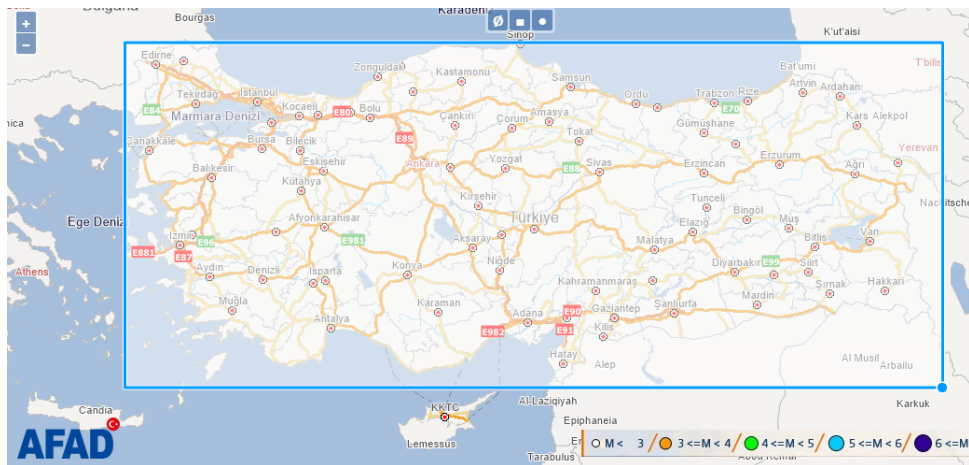 Bulgaria
Bourgas
Karadeniz
K'ut'aisi
+
−
Ø
Sinop
Edirne
Zonguldak
Kastamonu
Samsun
Bat'umi
T'bilis
Tekirdağ
İstanbul
Kocaeli
E80
Bolu
Ordu
Trabzon
Rize
Artvin
Ardahan
E84
Marmara Denizi
E89
Çankırı
Çorum
Amasya
E70
Kars
Alekpol
Çanakkale
Bursa
Bilecik
Tokat
Gümüşhane
Yerevan
Balıkesir
Eskişehir
Ankara
Yozgat
E88
Sivas
Erzincan
Erzurum
Ağrı
Kütahya
Kırşehir
Türkiye
Tunceli
Bingöl
Muş
Nachitsche
Ege Deniz
İzmir
E96
Afyonkarahisar
E981
Aksaray
Malatya
Elazığ
Bitlis
Van
E881
E87
Athens
Aydın
Denizli
Isparta
Konya
Niğde
Kahramanmaraş
Diyarbakır
E99
Siirt
Muğla
Karaman
Şanlıurfa
Mardin
Şırnak
Hakkari
Antalya
E982
Adana
E90
E91
Gaziantep
Kilis
Hatay
Alep
Al Musil
Arbailu
Candia
KKTC
Al-Laziqiyah
Karkuk
Lemessus
Epiphaneia
Tarabulus
AFAD
M < 3 / 3 <=M < 4 / 4 <=M < 5 / 5 <=M < 6 / 6 <=M